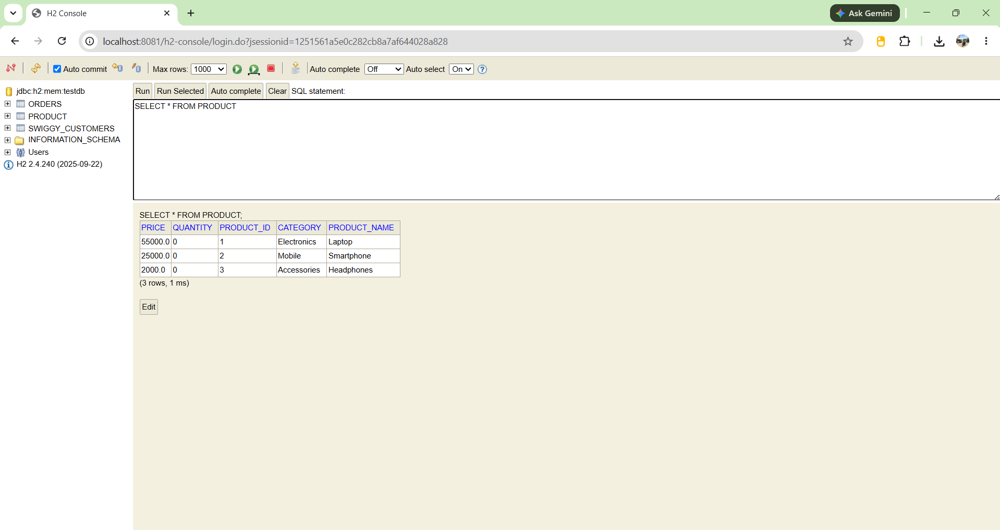 H2 Console
Ask Gemini
localhost:8081/h2-console/login.do?jsessionid=1251561a5e0c282cb8a7af644028a828
Auto commit Max rows: 1000 Auto complete Off Auto select On
jdbc:h2:mem:testdb
ORDERS
PRODUCT
SWIGGY_CUSTOMERS
INFORMATION_SCHEMA
Users
H2 2.4.240 (2025-09-22)
Run Run Selected Auto complete Clear SQL statement:
SELECT * FROM PRODUCT
SELECT * FROM PRODUCT;
PRICE QUANTITY PRODUCT_ID CATEGORY PRODUCT_NAME
55000.0 0 1 Electronics Laptop
25000.0 0 2 Mobile Smartphone
2000.0 0 3 Accessories Headphones
(3 rows, 1 ms)
Edit